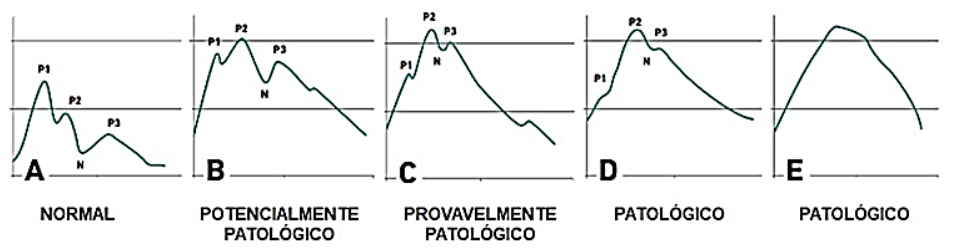 P1 P2 P3 N A
P1 P2 P3 N B
P1 P2 P3 N C
P1 P2 P3 N D
E
NORMAL
POTENCIALMENTE
PATOLÓGICO
PROVAVELMENTE
PATOLÓGICO
PATOLÓGICO
PATOLÓGICO